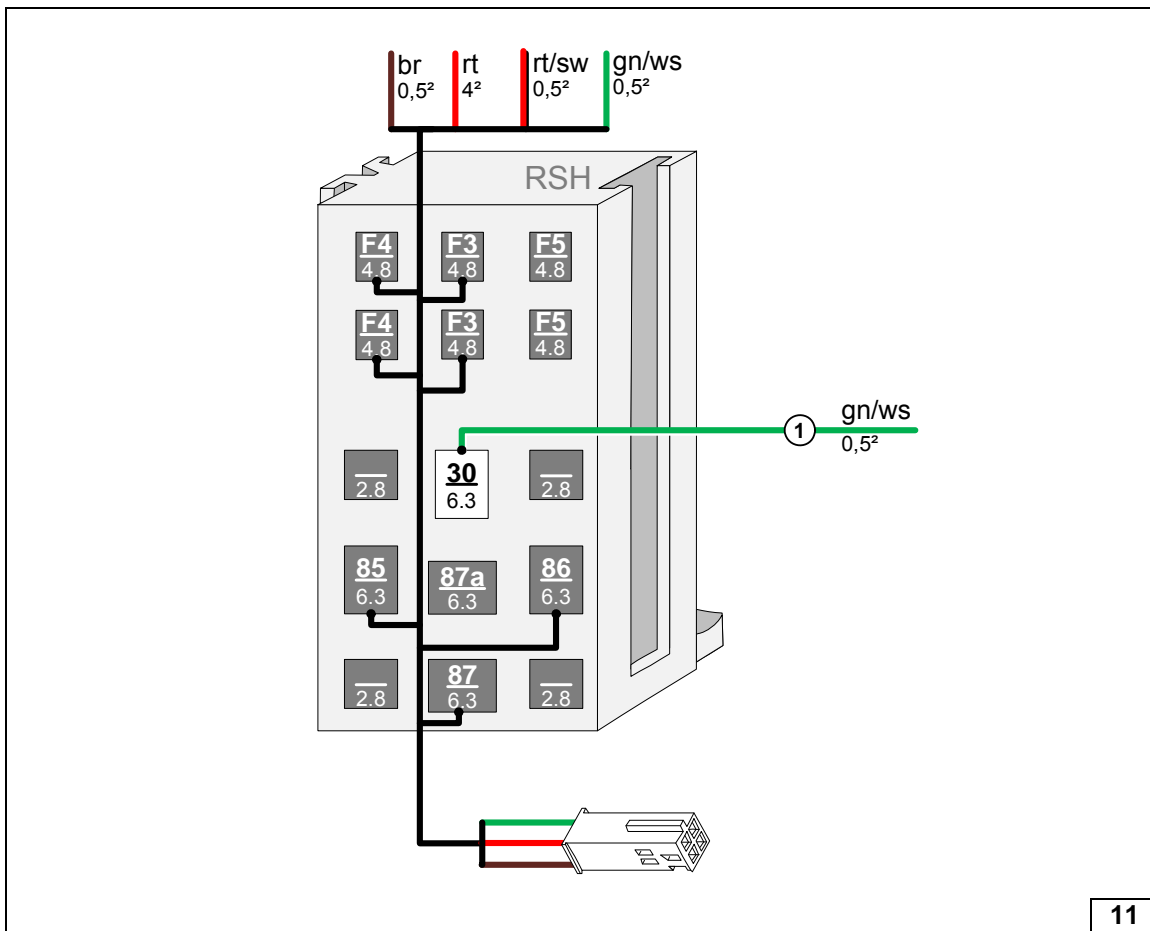 br rt rt/sw gn/ws
0,5² 4² 0,5² 0,5²
RSH
F4 F3 F5
4.8 4.8 4.8
F4 F3 F5
4.8 4.8 4.8
gn/ws
1
0,5²
30
2.8 6.3 2.8
85 87a 86
6.3 6.3 6.3
87
2.8 6.3 2.8
11